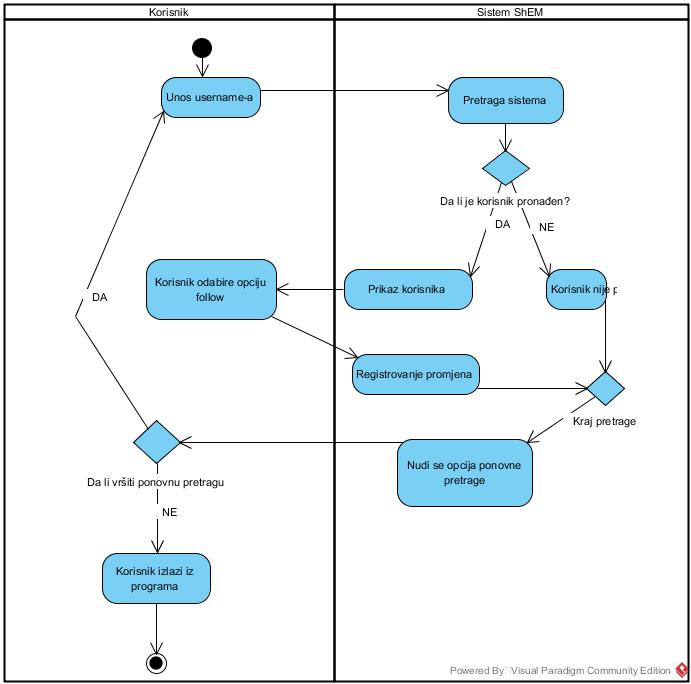 Korisnik
Sistem ShEM
Unos username-a
Pretraga sistema
Da li je korisnik pronađen?
DA
NE
Korisnik odabire opciju
follow
Prikaz korisnika
Korisnik nije
DA
Registrovanje promjena
Kraj pretrage
Nudi se opcija ponovne
pretrage
Da li vršiti ponovnu pretragu
NE
Korisnik izlazi iz
programa
Powered By Visual Paradigm Community Edition